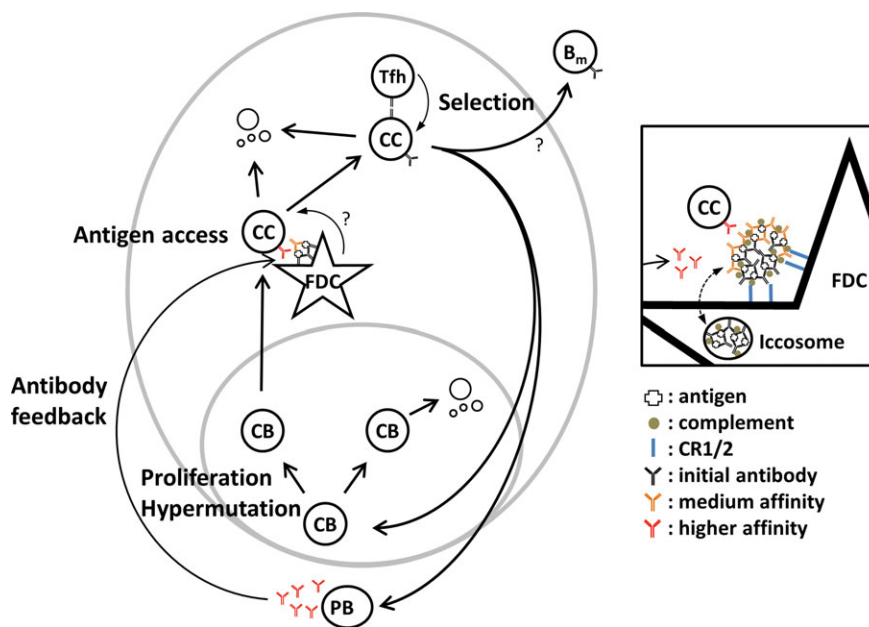 Tfh
B m
Selection
CC
?
?
Antigen access
CC
FDC
Antibody
feedback
CB
CB
Proliferation
Hypermutation
CB
PB
CC
FDC
Iccosome
: antigen
: complement
: CR1/2
: initial antibody
: medium affinity
: higher affinity